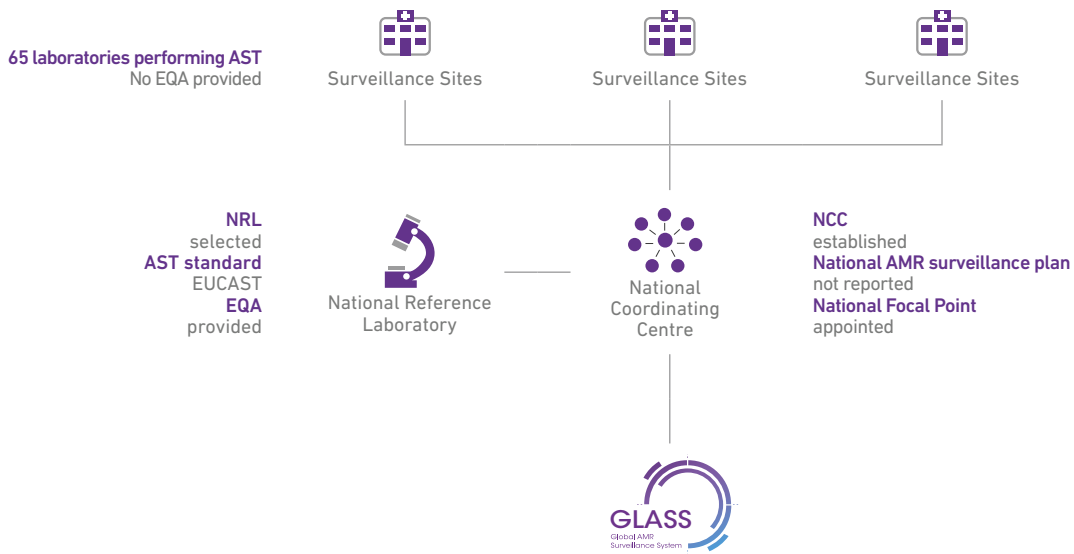 65 laboratories performing AST
No EQA provided
Surveillance Sites
Surveillance Sites
Surveillance Sites
NRL
selected
AST standard
EUCAST
EQA
provided
National Reference
Laboratory
National
Coordinating
Centre
NCC
established
National AMR surveillance plan
not reported
National Focal Point
appointed
GLASS
Global AMR
Surveillance System